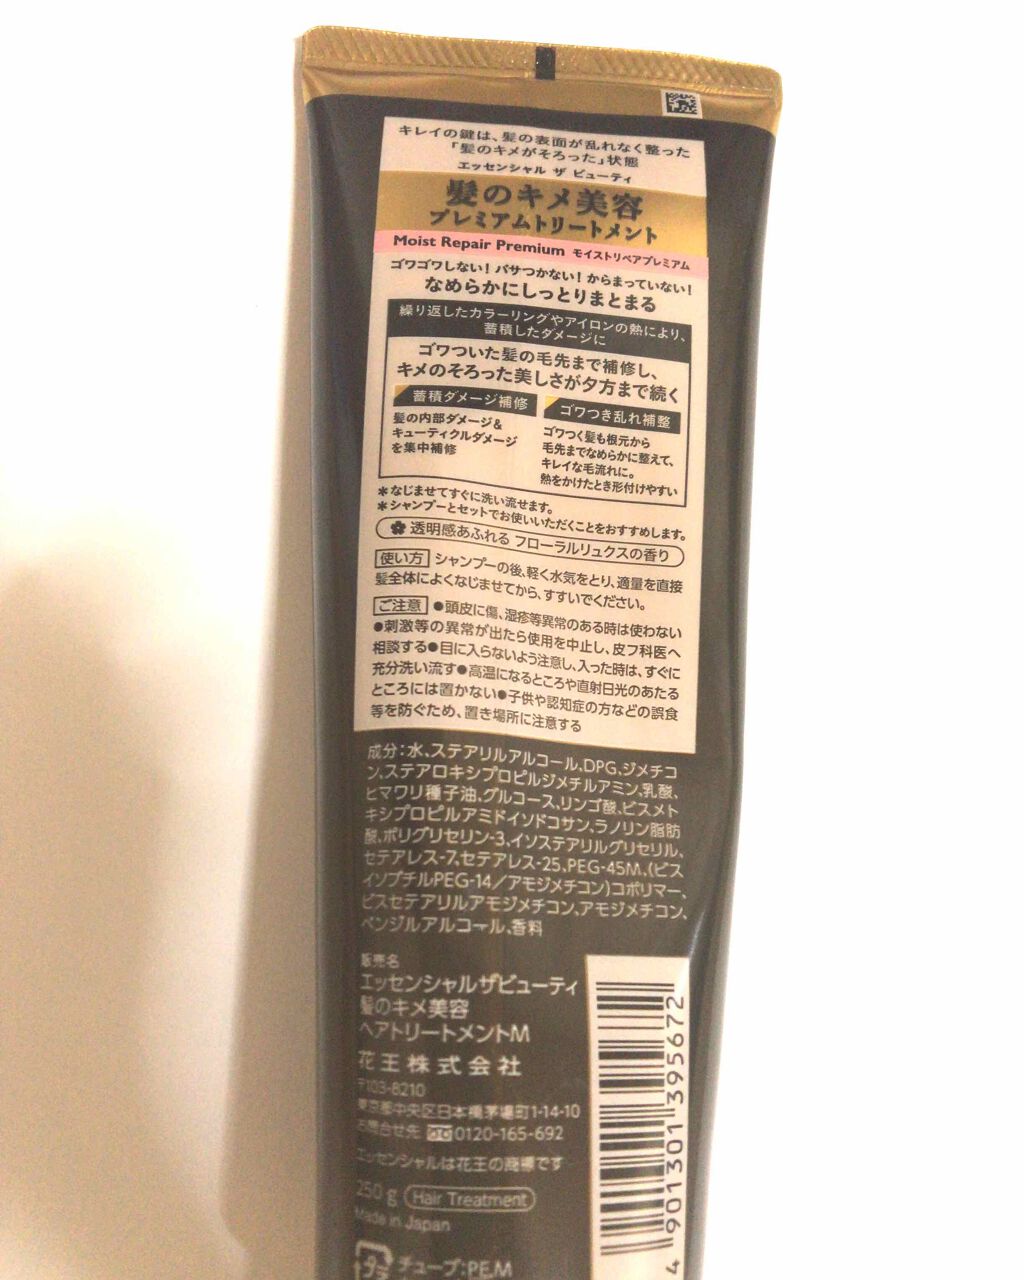 キレイの鍵は、髪の表面が乱れなく整った
「髪のキメがそろった」状態
エッセンシャル ザ ビューティ
髪のキメ美容
プレミアムトリートメント
Moist Repair Premium モイストリペアプレミアム
ゴワゴワしない! パサつかない! からまっていない!
なめらかにしっとりまとまる
繰り返したカラーリングやアイロンの熱により、
蓄積したダメージに
ゴワついた髪の毛先まで補修し、
キメのそろった美しさが夕方まで続く
蓄積ダメージ補修
髪の内部ダメージ&
キューティクルダメージ
を集中補修
ゴワつき乱れ補整
ゴワつく髪も根元から
毛先までなめらかに整えて、
キレイな毛流れに。
熱をかけたとき形付けやすい
*なじませてすぐに洗い流せます。
*シャンプーとセットでお使いいただくことをおすすめします。
透明感あふれる フローラルリュクスの香り
使い方 シャンプーの後、軽く水気をとり、適量を直接
髪全体によくなじませてから、すすいでください。
ご注意 ●頭皮に傷、湿疹等異常のある時は使わない
●刺激等の異常が出たら使用を中止し、皮フ科医へ
相談する●目に入らないよう注意し、入った時は、すぐに
充分洗い流す●高温になるところや直射日光のあたる
ところには置かない●子供や認知症の方などの誤食
等を防ぐため、置き場所に注意する
成分:水、ステアリルアルコール、DPG、ジメチコ
ン、ステアロキシプロピルジメチルアミン、乳酸、
ヒマワリ種子油、グルコース、リンゴ酸、ビスメト
キシプロピルアミドイソドコサン、ラノリン脂肪
酸、ポリグリセリン-3、イソステアリルグリセリル、
セテアレス-7、セテアレス-25、PEG-45M、(ビス
イソブチルPEG-14/アモジメチコン)コポリマー、
ビスセテアリルアモジメチコン、アモジメチコン、
ベンジルアルコール、香料
販売名
エッセンシャルザビューティ
髪のキメ美容
ヘアトリートメントM
花王株式会社
〒103-8210
東京都中央区日本橋茅場町1-14-10
お問合せ先 0120-165-692
エッセンシャルは花王の商標です
250g Hair Treatment
Made in Japan
プラ チューブ:PE,M
4 901301 395672